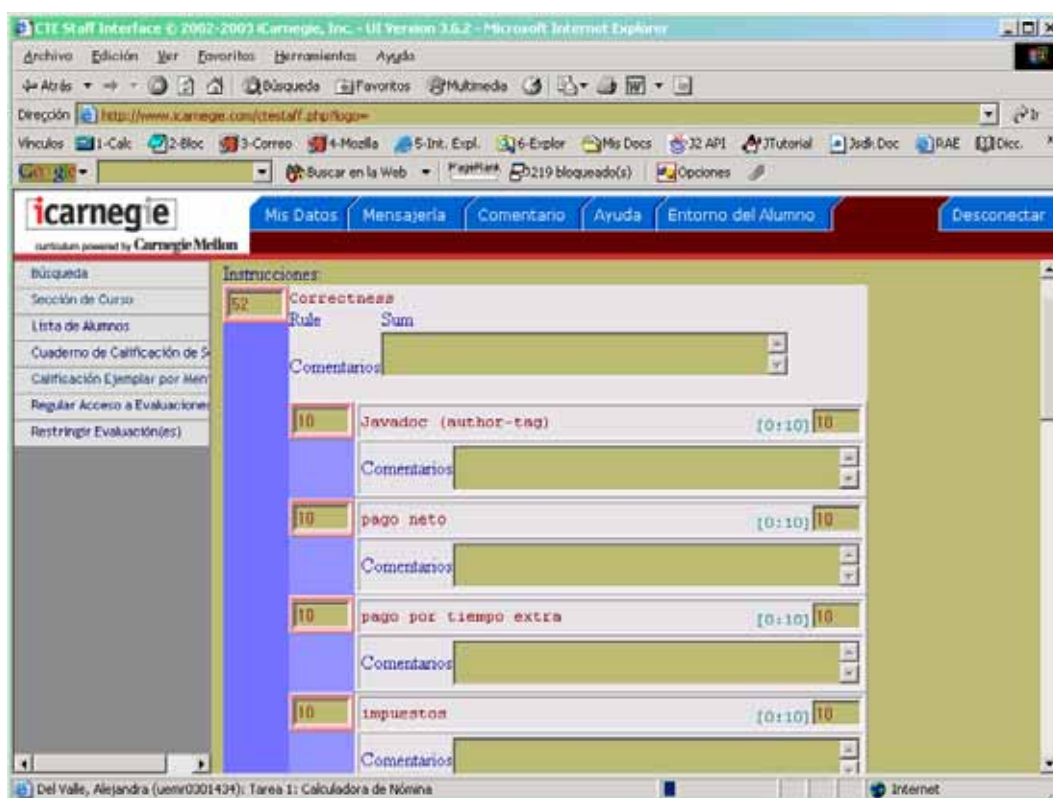 CTE Staff Interface © 2002-2003 iCarnegie, Inc. - UI Version 3.6.2 - Microsoft Internet Explorer
Archivo Edición Ver Favoritos Herramientas Ayuda
Atrás Búsqueda Favoritos Multimedia
Dirección http://www.icarnegie.com/ctestaff.php?logo= Ir
Vínculos 1-Calc 2-Bloc 3-Correo 4-Mozilla 5-Int. Expl. 6-Explor Mis Docs J2 API JTutorial Jsdk Doc RAE Dicc.
Google Buscar en la Web PageRank 219 bloqueado(s) Opciones
icarnegie
curriculum powered by Carnegie Mellon
Mis Datos Mensajería Comentario Ayuda Entorno del Alumno Desconectar
Búsqueda
Sección de Curso
Lista de Alumnos
Cuaderno de Calificación de S
Calificación Ejemplar por Men
Regular Acceso a Evaluaciones
Restringir Evaluación(es)
Instrucciones:
52 Correctness
Rule Sum
Comentarios
10 Javadoc (author-tag) [0:10] 10
Comentarios
10 pago neto [0:10] 10
Comentarios
10 pago por tiempo extra [0:10] 10
Comentarios
10 impuestos [0:10] 10
Comentarios
Del Valle, Alejandra (uemr0301434): Tarea 1: Calculadora de Nómina
Internet